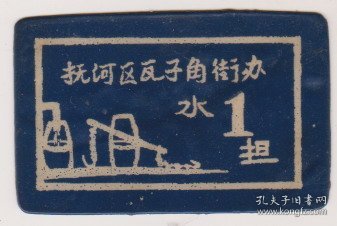 抚河区瓦子角街办
水 1
担
孔夫子旧书网
www.kongfz.com